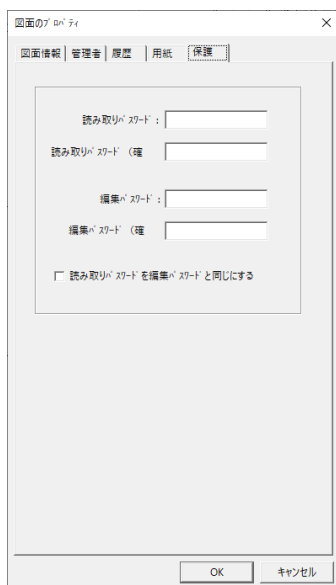 図面のﾌﾟﾛﾊﾟﾃｨ
図面情報 管理者 履歴 用紙 保護
読み取りﾊﾟｽﾜｰﾄﾞ：
読み取りﾊﾟｽﾜｰﾄﾞ（確
編集ﾊﾟｽﾜｰﾄﾞ：
編集ﾊﾟｽﾜｰﾄﾞ（確
読み取りﾊﾟｽﾜｰﾄﾞを編集ﾊﾟｽﾜｰﾄﾞと同じにする
OK ｷｬﾝｾﾙ